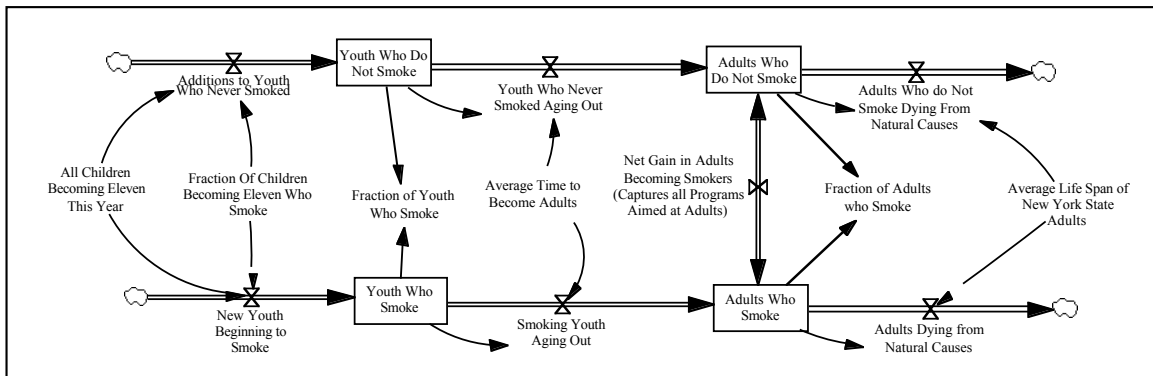 Youth Who Do
Not Smoke
Adults Who
Do Not Smoke
Additions to Youth
Who Never Smoked
Youth Who Never
Smoked Aging Out
Adults Who do Not
Smoke Dying From
Natural Causes
All Children
Becoming Eleven
This Year
Fraction Of Children
Becoming Eleven Who
Smoke
Fraction of Youth
Who Smoke
Average Time to
Become Adults
Net Gain in Adults
Becoming Smokers
(Captures all Programs
Aimed at Adults)
Fraction of Adults
who Smoke
Average Life Span of
New York State
Adults
Youth Who
Smoke
Adults Who
Smoke
New Youth
Beginning to
Smoke
Smoking Youth
Aging Out
Adults Dying from
Natural Causes